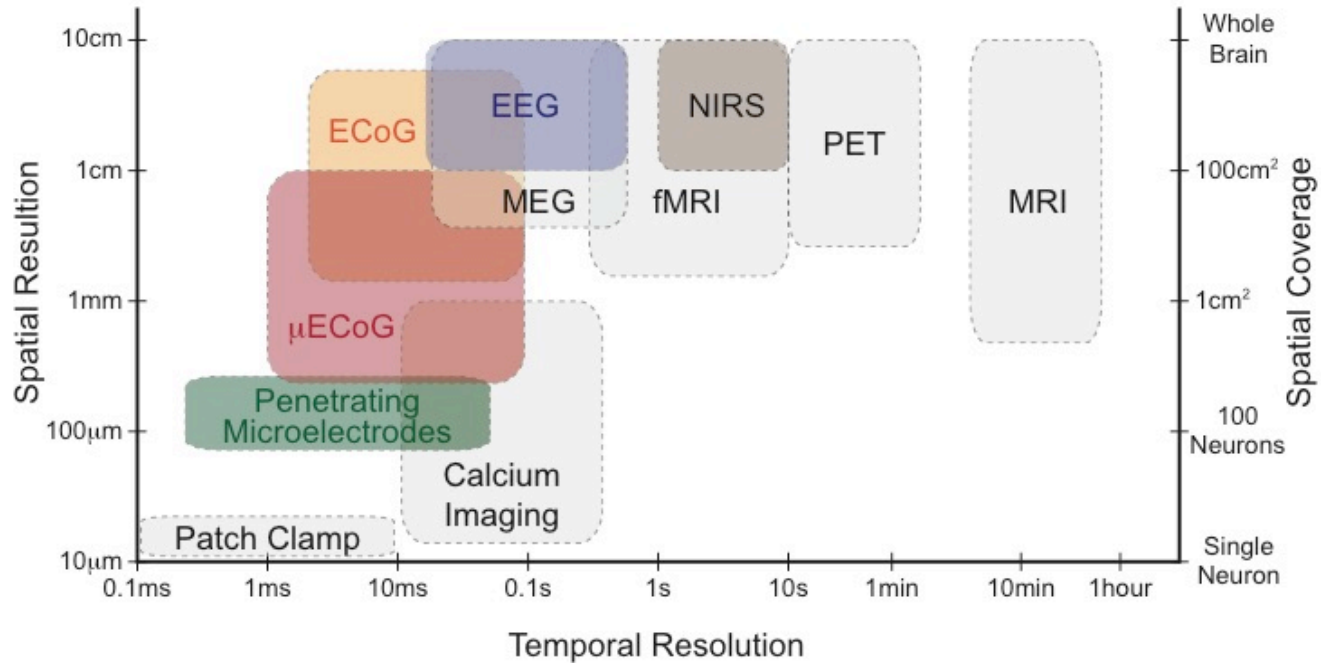 10cm
1cm
1mm
100μm
10μm
Spatial Resultion
ECoG
EEG
NIRS
PET
MEG
fMRI
MRI
μECoG
Penetrating
Microelectrodes
Calcium
Imaging
Patch Clamp
Whole
Brain
100cm²
1cm²
100
Neurons
Single
Neuron
Spatial Coverage
0.1ms
1ms
10ms
0.1s
1s
10s
1min
10min
1hour
Temporal Resolution